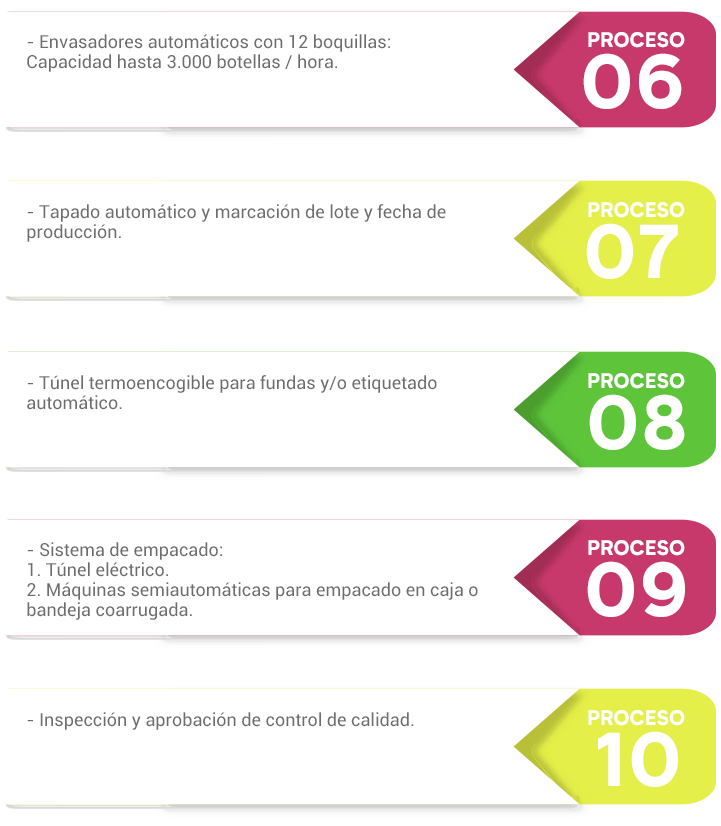 - Envasadores automáticos con 12 boquillas:
Capacidad hasta 3.000 botellas / hora.
PROCESO
06
- Tapado automático y marcación de lote y fecha de
producción.
PROCESO
07
- Túnel termoencogible para fundas y/o etiquetado
automático.
PROCESO
08
- Sistema de empacado:
1. Túnel eléctrico.
2. Máquinas semiautomáticas para empacado en caja o
bandeja coarrugada.
PROCESO
09
- Inspección y aprobación de control de calidad.
PROCESO
10